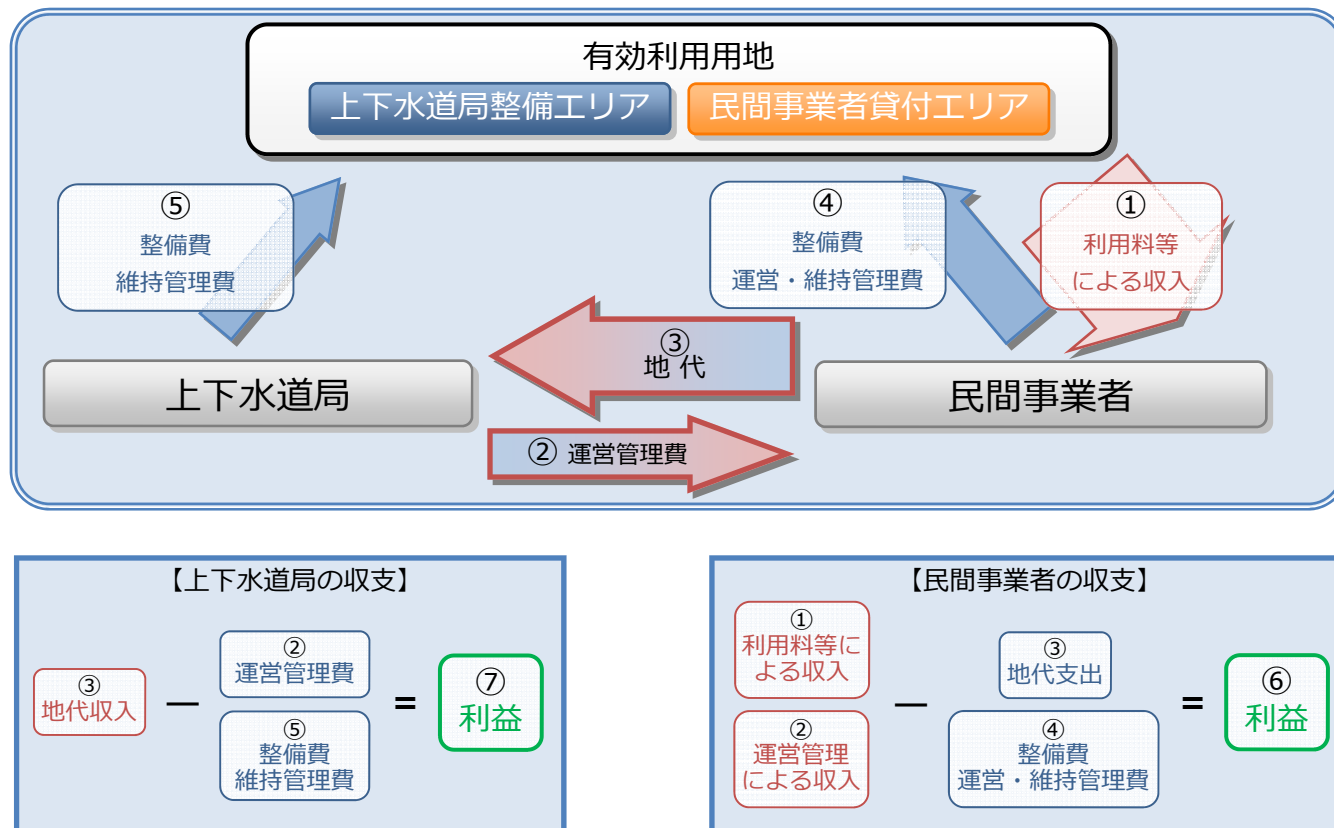 有効利用用地
上下水道局整備エリア
民間事業者貸付エリア
⑤
整備費
維持管理費
④
整備費
運営・維持管理費
①
利用料等
による収入
③
地 代
上下水道局
民間事業者
② 運営管理費
【上下水道局の収支】
③
地代収入
―
②
運営管理費
⑤
整備費
維持管理費
=
⑦
利益
【民間事業者の収支】
①
利用料等に
よる収入
②
運営管理
による収入
―
③
地代支出
④
整備費
運営・維持管理費
=
⑥
利益